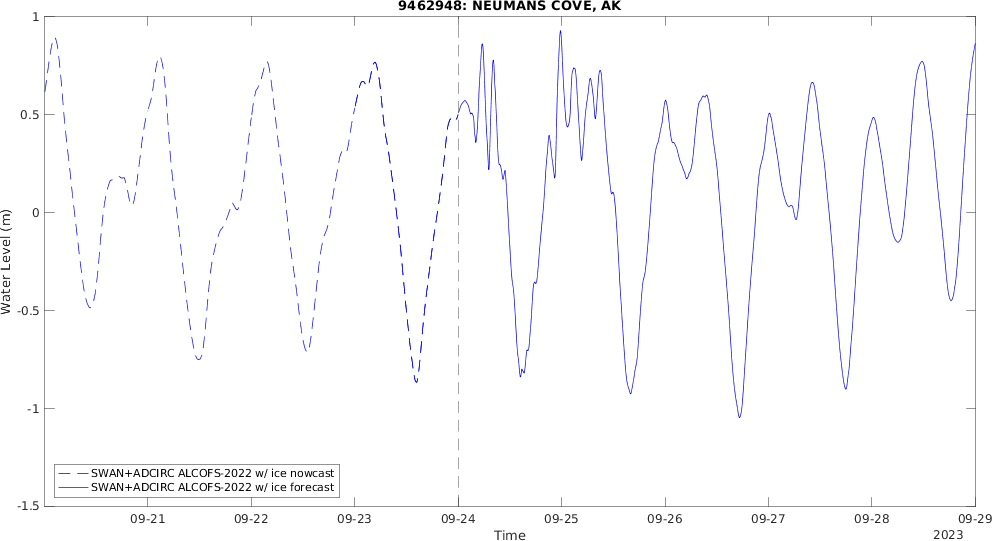 9462948: NEUMANS COVE, AK
Water Level (m)
1
0.5
0
-0.5
-1
-1.5
SWAN+ADCIRC ALCOFS-2022 w/ ice nowcast
SWAN+ADCIRC ALCOFS-2022 w/ ice forecast
09-21 09-22 09-23 09-24 09-25 09-26 09-27 09-28 09-29
Time
2023